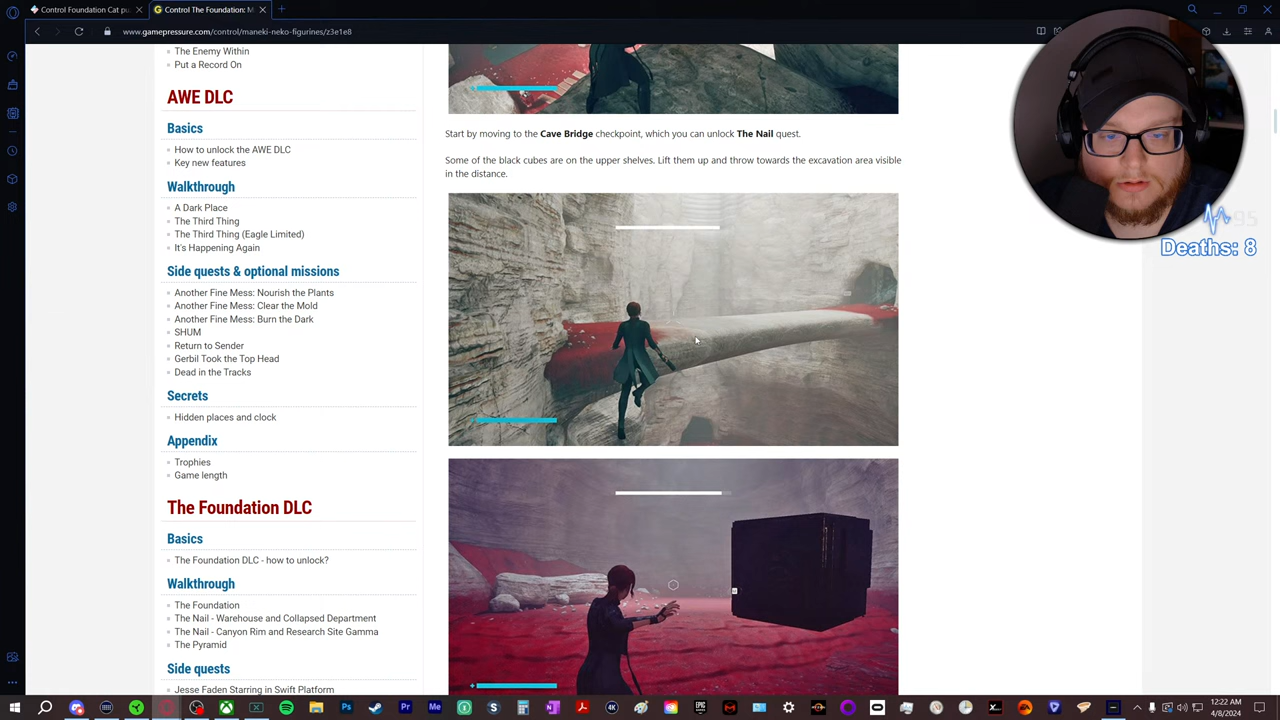 Control Foundation Cat pu
Control The Foundation: M
www.gamepressure.com/control/maneki-neko-figurines/z3e1e8
The Enemy Within
Put a Record On
AWE DLC
Basics
How to unlock the AWE DLC
Key new features
Walkthrough
A Dark Place
The Third Thing
The Third Thing (Eagle Limited)
It's Happening Again
Side quests & optional missions
Another Fine Mess: Nourish the Plants
Another Fine Mess: Clear the Mold
Another Fine Mess: Burn the Dark
SHUM
Return to Sender
Gerbil Took the Top Head
Dead in the Tracks
Secrets
Hidden places and clock
Appendix
Trophies
Game length
The Foundation DLC
Basics
The Foundation DLC - how to unlock?
Walkthrough
The Foundation
The Nail - Warehouse and Collapsed Department
The Nail - Canyon Rim and Research Site Gamma
The Pyramid
Side quests
Jesse Faden Starring in Swift Platform
Start by moving to the Cave Bridge checkpoint, which you can unlock The Nail quest.
Some of the black cubes are on the upper shelves. Lift them up and throw towards the excavation area visible
in the distance.
95
Deaths: 8
12:22 AM
4/8/2024